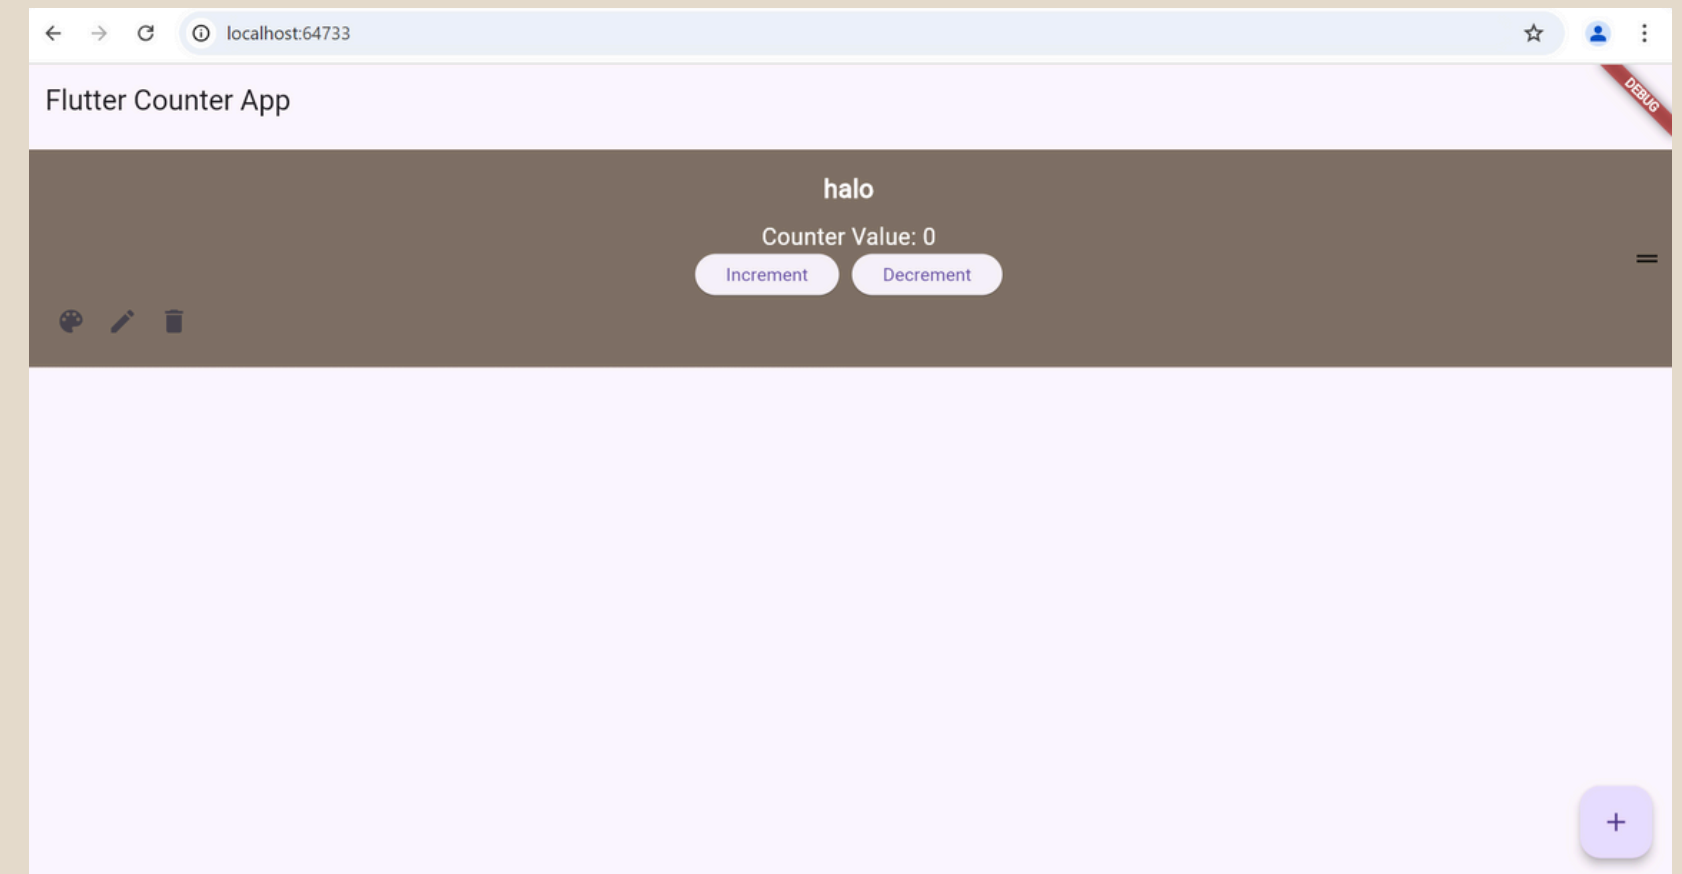 localhost:64733
Flutter Counter App
DEBUG
halo
Counter Value: 0
Increment Decrement